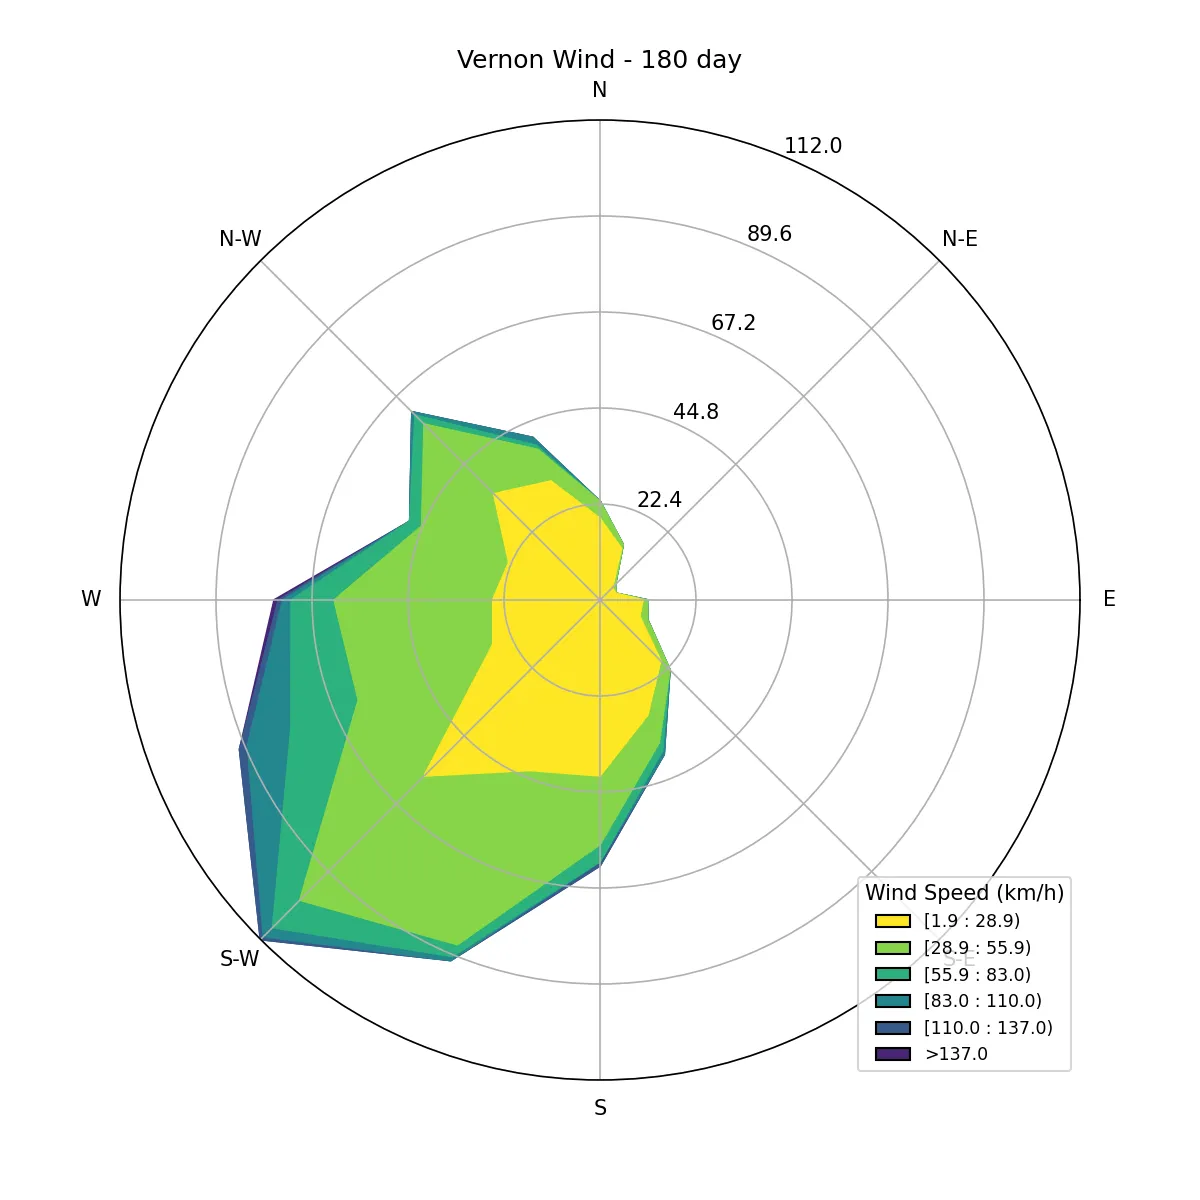 Vernon Wind - 180 day
N
112.0
N-W
89.6
N-E
67.2
44.8
22.4
W
E
S-W
S-E
Wind Speed (km/h)
[1.9 : 28.9)
[28.9 : 55.9)
[55.9 : 83.0)
[83.0 : 110.0)
[110.0 : 137.0)
>137.0
S